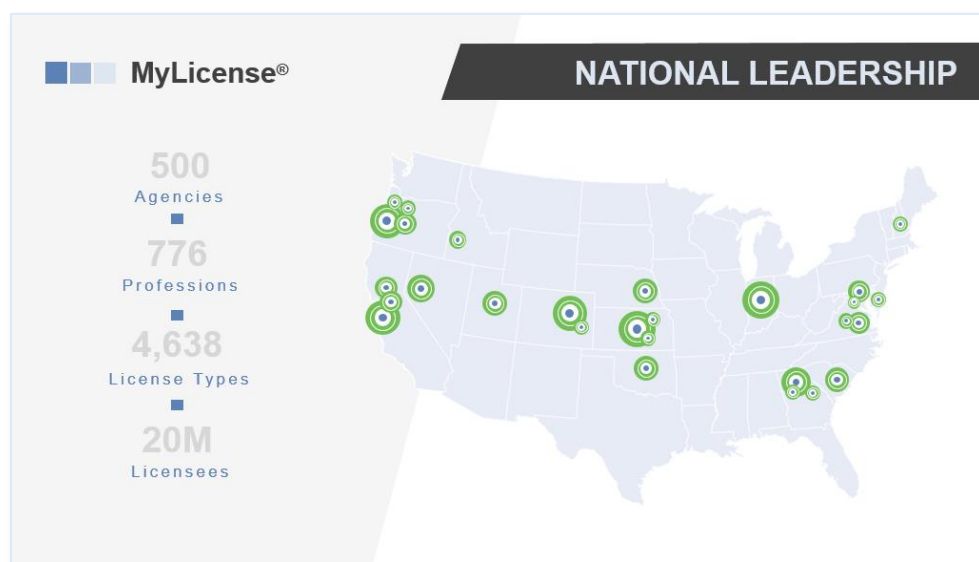 MyLicense®
NATIONAL LEADERSHIP
500
Agencies
776
Professions
4,638
License Types
20M
Licensees